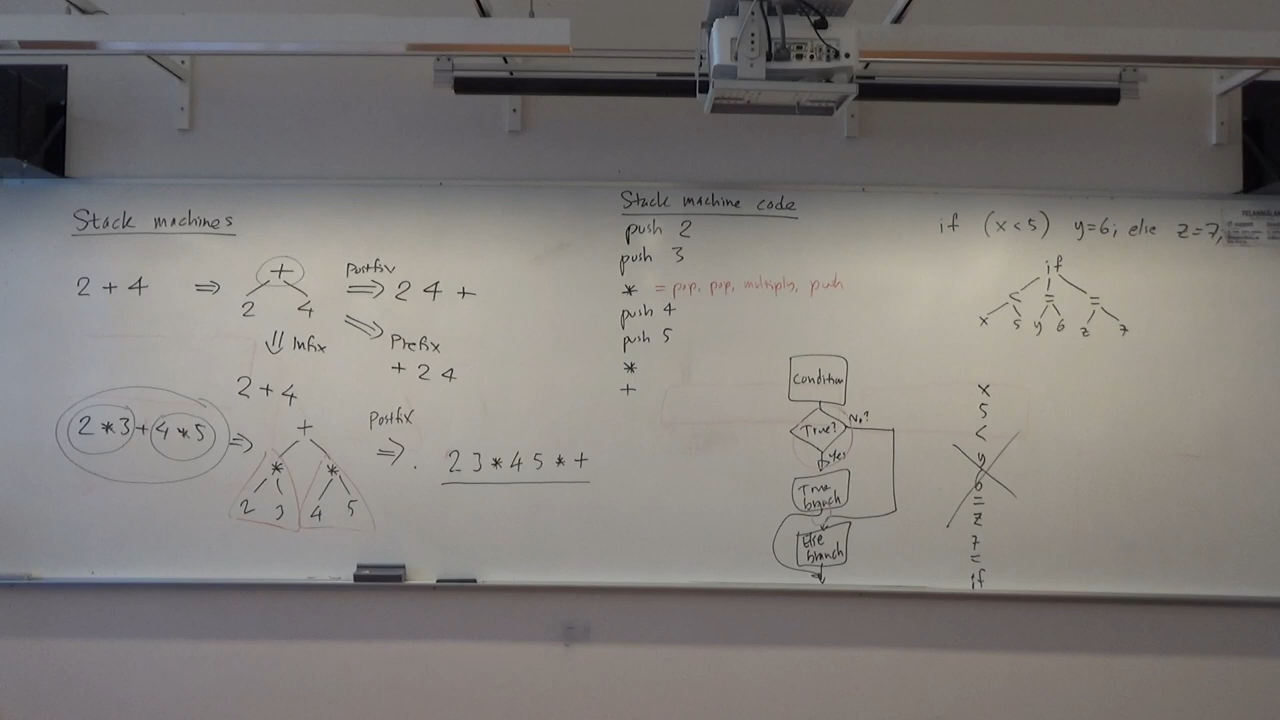 Stack machines
2 + 4 ⇒ + Postfix ⇒ 2 4 +
2 4
⇓ Infix ⇒ Prefix
+ 2 4
2 + 4
2 * 3 + 4 * 5 ⇒ + Postfix ⇒ 2 3 * 4 5 * +
* *
2 3 4 5
Stack machine code
push 2
push 3
* = pop, pop, multiply, push
push 4
push 5
*
+
Condition
True? No?
Yes
True
branch
Else
branch
if (x<5) y=6; else z=7;
if
< = =
x 5 y 6 z 7
x
5
<
y
6
=
z
7
=
if